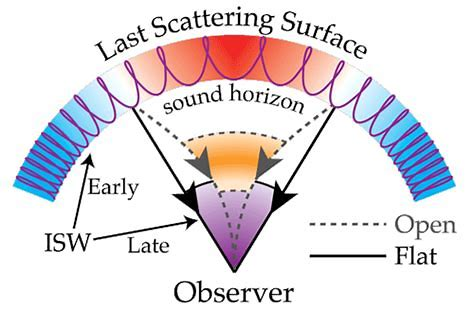 Last Scattering Surface
sound horizon
Early
ISW
Late
Open
Flat
Observer